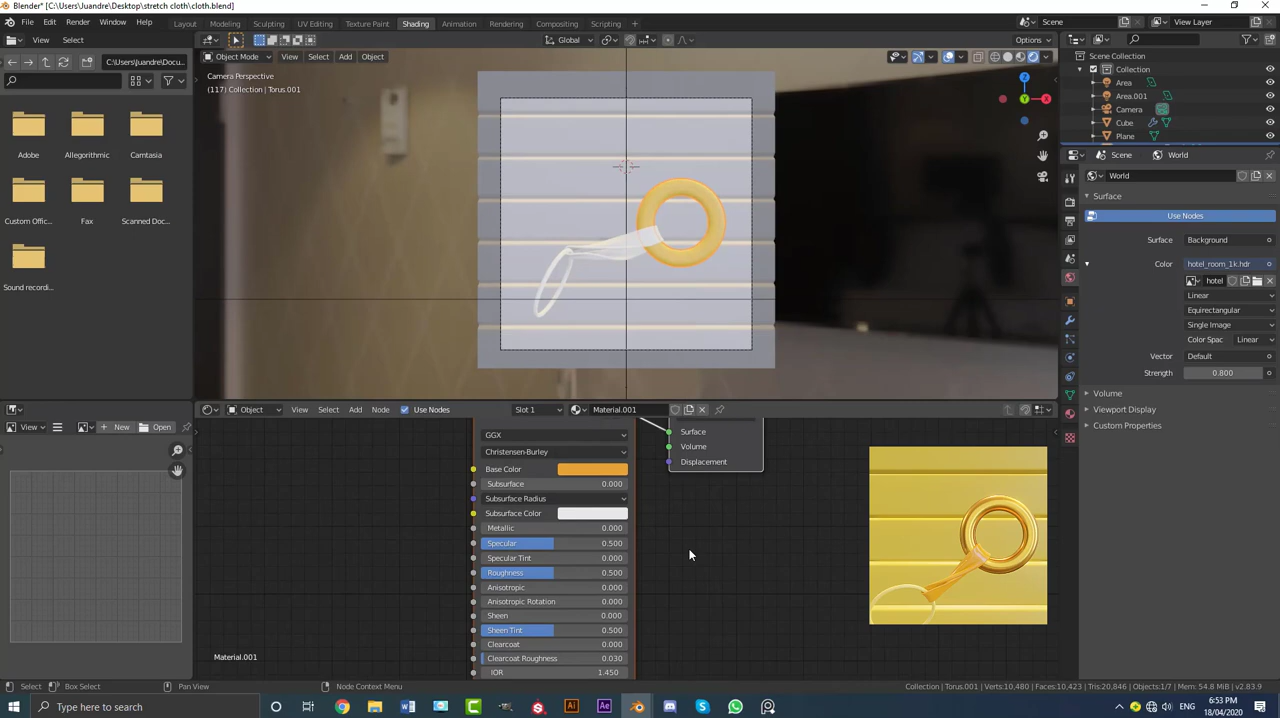 Blender* [C:\Users\Juandre\Desktop\stretch cloth\cloth.blend]
File Edit Render Window Help Layout Modeling Sculpting UV Editing Texture Paint Shading Animation Rendering Compositing Scripting Scene View Layer
View Select C:\Users\Juandre\Docu... Global Options
Object Mode View Select Add Object
Camera Perspective
(117) Collection | Torus.001
Adobe Allegorithmic Camtasia
Custom Offic... Fax Scanned Doc...
Sound recordi...
Z
X
Y
Scene Collection
Collection
Area
Area.001
Camera
Cube
Plane
Scene World
World
Surface
Use Nodes
Surface Background
Color hotel_room_1k.hdr
hotel
Linear
Equirectangular
Single Image
Color Spac Linear
Vector Default
Strength 0.800
Volume
Viewport Display
Custom Properties
Object View Select Add Node Use Nodes Slot 1 Material.001
View New Open
GGX
Christensen-Burley
Base Color
Subsurface 0.000
Subsurface Radius
Subsurface Color
Metallic 0.000
Specular 0.500
Specular Tint 0.000
Roughness 0.500
Anisotropic 0.000
Anisotropic Rotation 0.000
Sheen 0.000
Sheen Tint 0.500
Clearcoat 0.000
Clearcoat Roughness 0.030
IOR 1.450
Surface
Volume
Displacement
Material.001
Select Box Select Pan View Node Context Menu Collection | Torus.001 | Verts:10,480 | Faces:10,423 | Tris:20,846 | Objects:1/7 | Mem: 54.8 MiB | v2.83.9
Type here to search
6:53 PM
18/04/2020